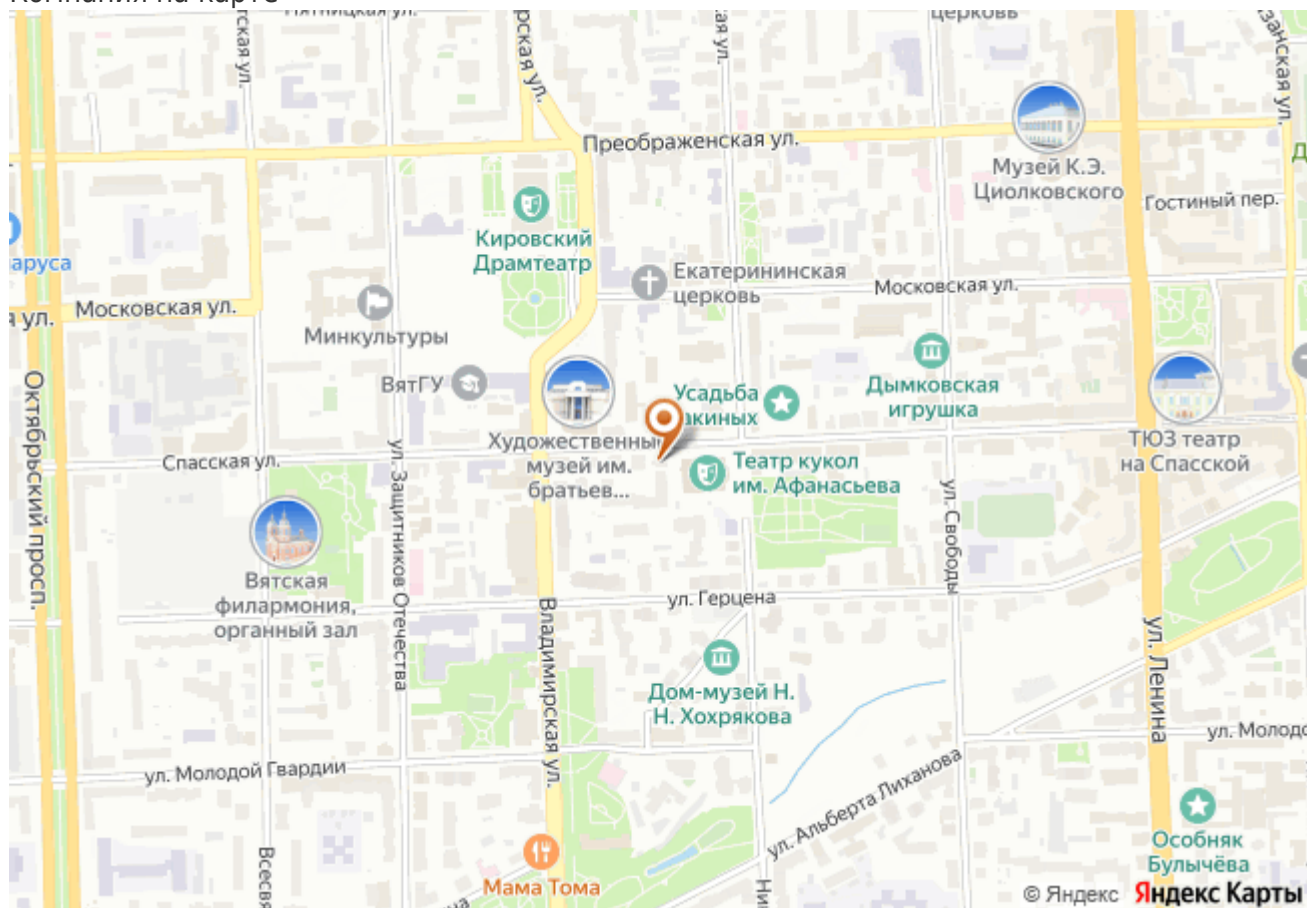 Компания на карте
Пятницкая ул.
церковь
Преображенская ул.
Музей К.Э.
Циолковского
Гостиный пер.
Кировский
Драмтеатр
Екатерининская
церковь
Московская ул.
Московская ул.
Минкультуры
ВятГУ
Усадьба
Дымковская
игрушка
музей им.
братьев...
Театр кукол
им. Афанасьева
ТЮЗ театр
на Спасской
Спасская ул.
Октябрьский просп.
ул. Защитников Отечества
ул. Свободы
Вятская
филармония,
органный зал
ул. Герцена
Владимирская ул.
ул. Ленина
Дом-музей Н.
Н. Хохрякова
ул. Молодой Гвардии
ул. Альберта Лиханова
Мама Тома
Особняк
Булычёва
© Яндекс Яндекс Карты